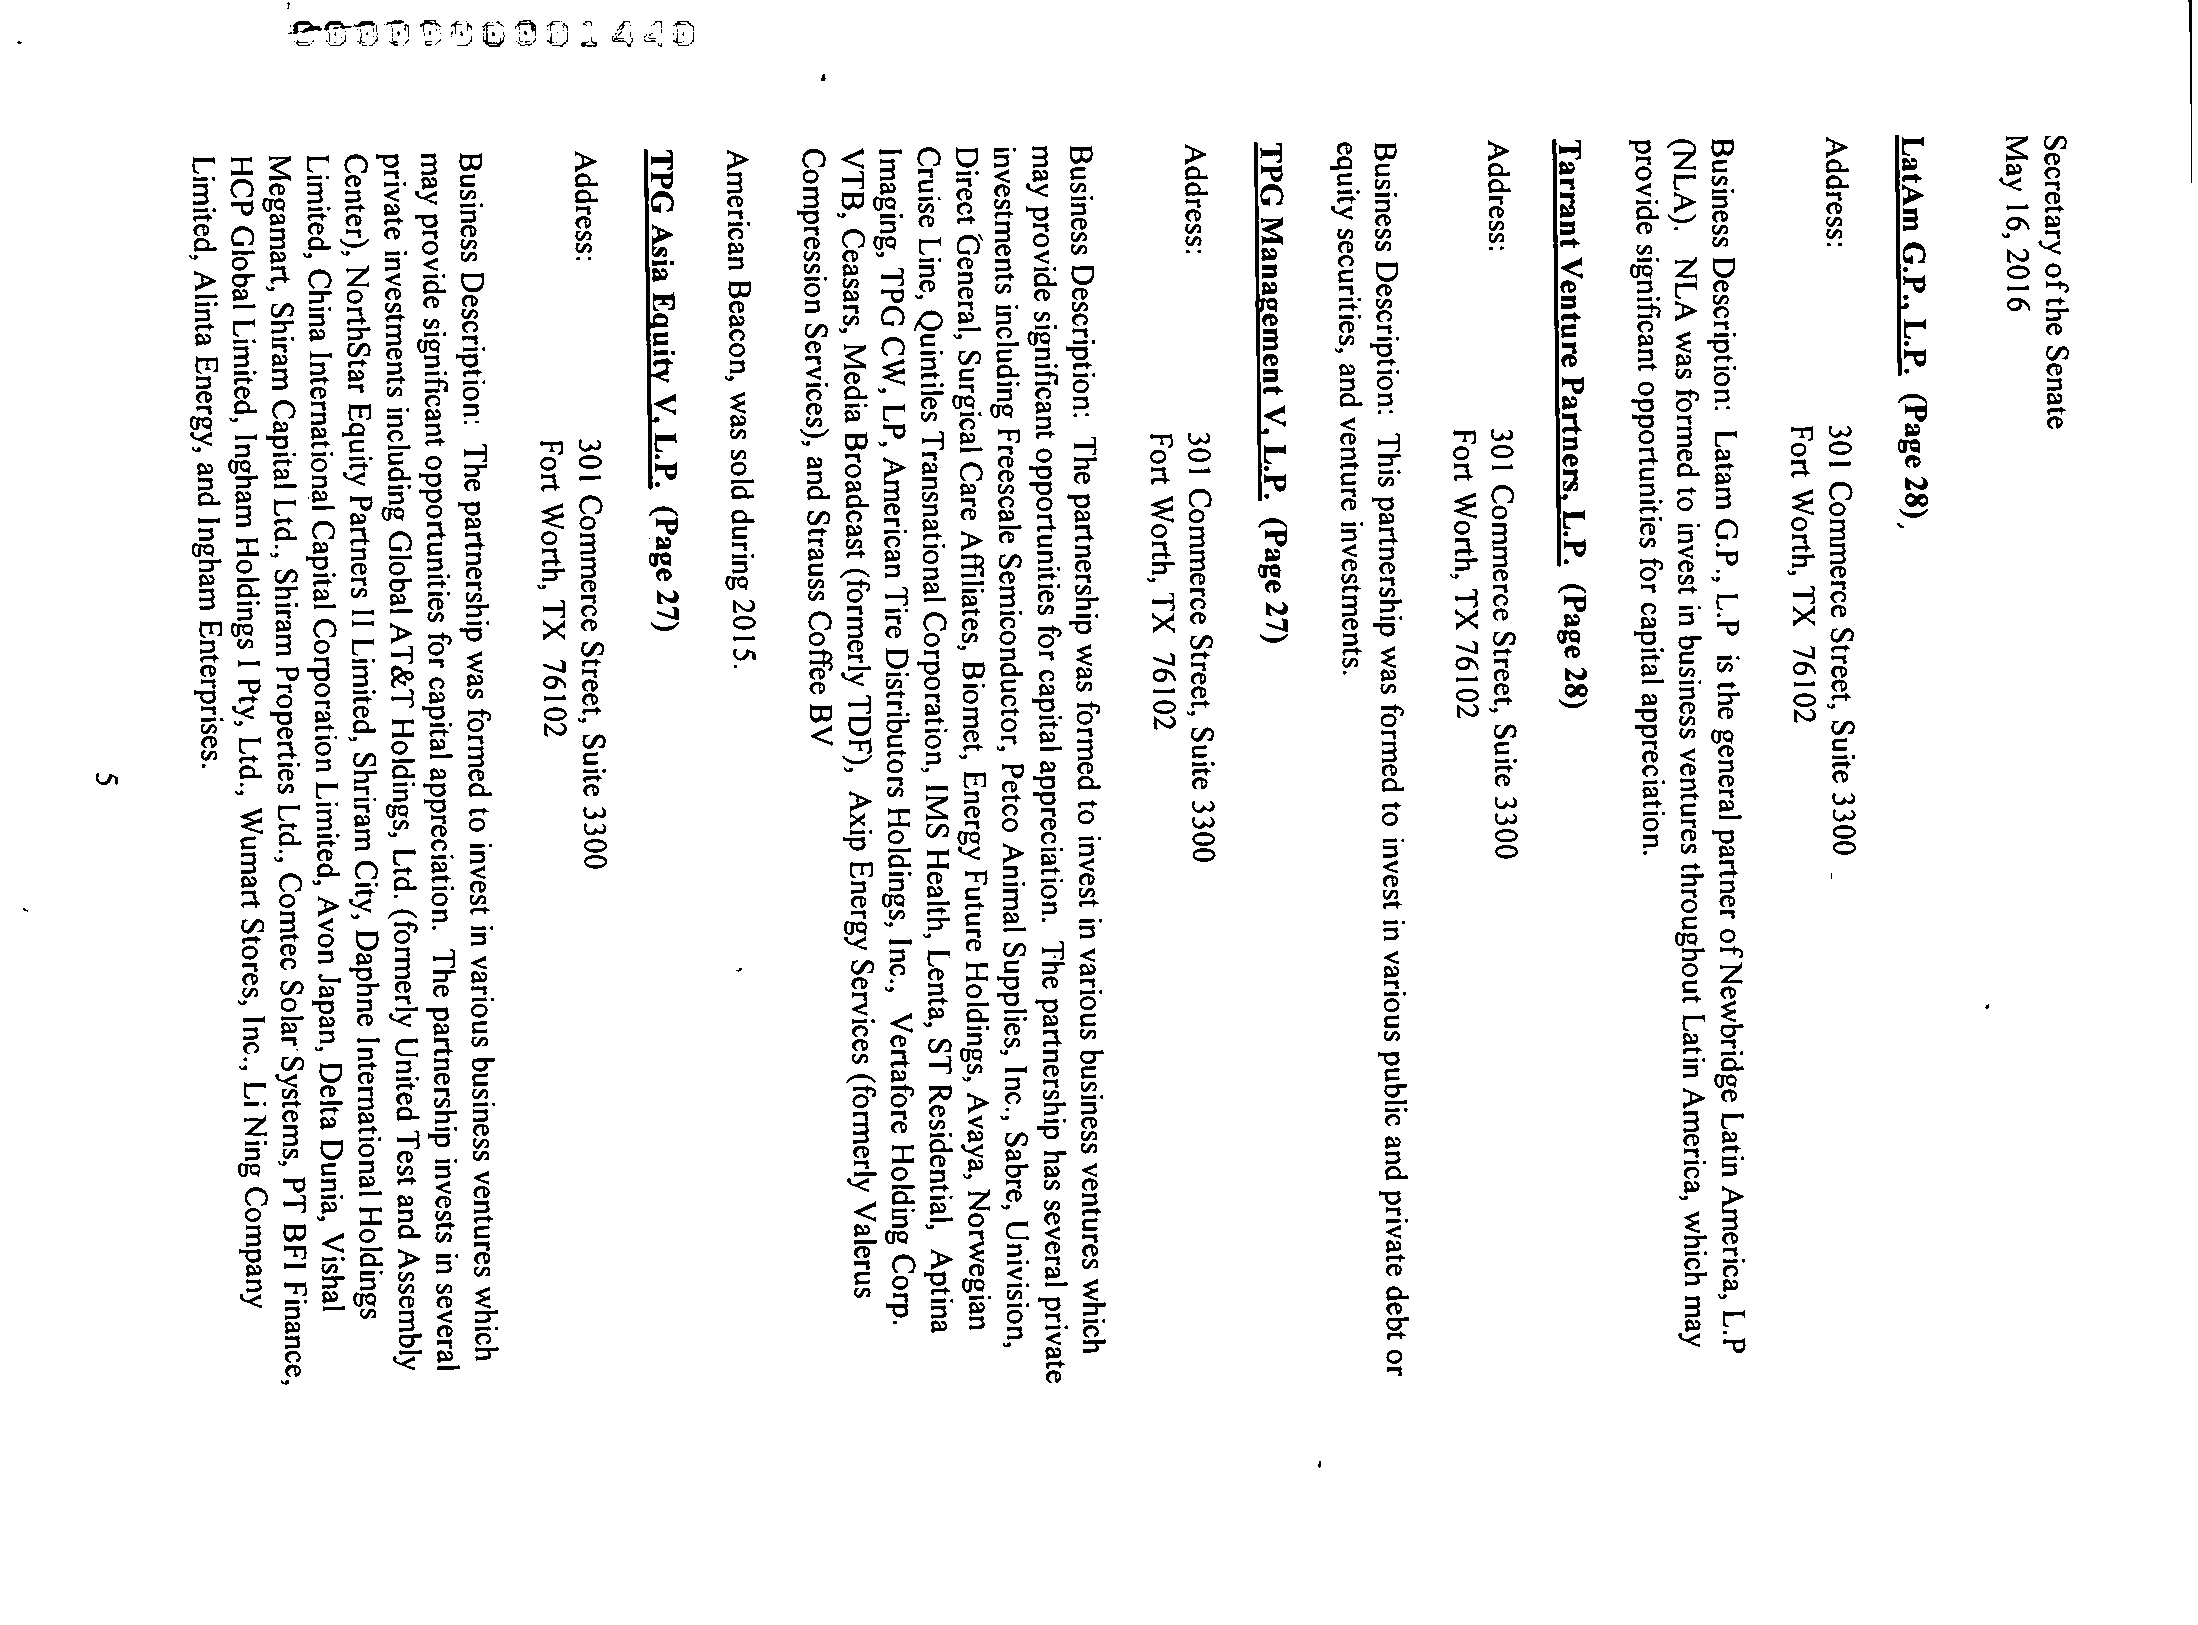 Secretary of the Senate
May 16, 2016
LatAm G.P., L.P. (Page 28)
Address: 301 Commerce Street, Suite 3300
Fort Worth, TX 76102
Business Description: Latam G.P., L.P is the general partner of Newbridge Latin America, L.P
(NLA). NLA was formed to invest in business ventures throughout Latin America, which may
provide significant opportunities for capital appreciation.
Tarrant Venture Partners, L.P. (Page 28)
Address: 301 Commerce Street, Suite 3300
Fort Worth, TX 76102
Business Description: This partnership was formed to invest in various public and private debt or
equity securities, and venture investments.
TPG Management V, L.P. (Page 27)
Address: 301 Commerce Street, Suite 3300
Fort Worth, TX 76102
Business Description: The partnership was formed to invest in various business ventures which
may provide significant opportunities for capital appreciation. The partnership has several private
investments including Freescale Semiconductor, Petco Animal Supplies, Inc., Sabre, Univision,
Direct General, Surgical Care Affiliates, Biomet, Energy Future Holdings, Avaya, Norwegian
Cruise Line, Quintiles Transnational Corporation, IMS Health, Lenta, ST Residential, Aptina
Imaging, TPG CW, LP, American Tire Distributors Holdings, Inc., Vertafore Holding Corp.
VTB, Ceasars, Media Broadcast (formerly TDF), Axip Energy Services (formerly Valerus
Compression Services), and Strauss Coffee BV
American Beacon, was sold during 2015.
TPG Asia Equity V, L.P. (Page 27)
Address: 301 Commerce Street, Suite 3300
Fort Worth, TX 76102
Business Description: The partnership was formed to invest in various business ventures which
may provide significant opportunities for capital appreciation. The partnership invests in several
private investments including Global AT&T Holdings, Ltd. (formerly United Test and Assembly
Center), NorthStar Equity Partners II Limited, Shriram City, Daphne International Holdings
Limited, China International Capital Corporation Limited, Avon Japan, Delta Dunia, Vishal
Megamart, Shiram Capital Ltd., Shiram Properties Ltd., Comtec Solar Systems, PT BFI Finance,
HCP Global Limited, Ingham Holdings I Pty, Ltd., Wumart Stores, Inc., Li Ning Company
Limited, Alinta Energy, and Ingham Enterprises.
5